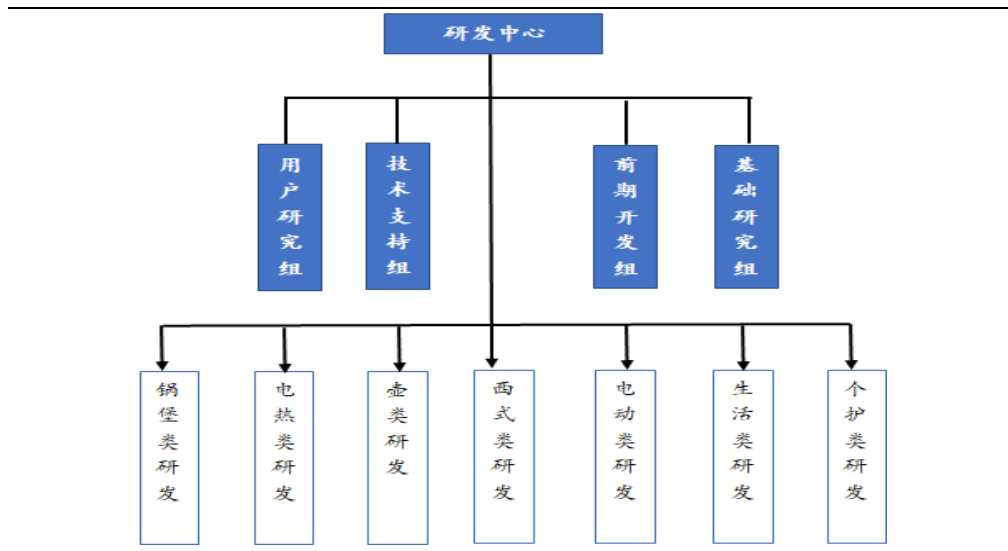 研发中心
用户研究组
技术支持组
前期开发组
基础研究组
锅堡类研发
电热类研发
壶类研发
西式类研发
电动类研发
生活类研发
个护类研发